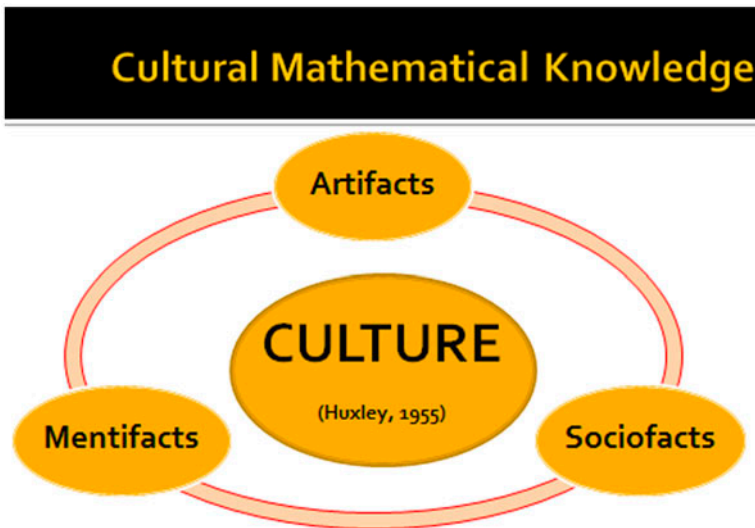 Cultural Mathematical Knowledge
Artifacts
CULTURE
(Huxley, 1955)
Mentifacts
Sociofacts